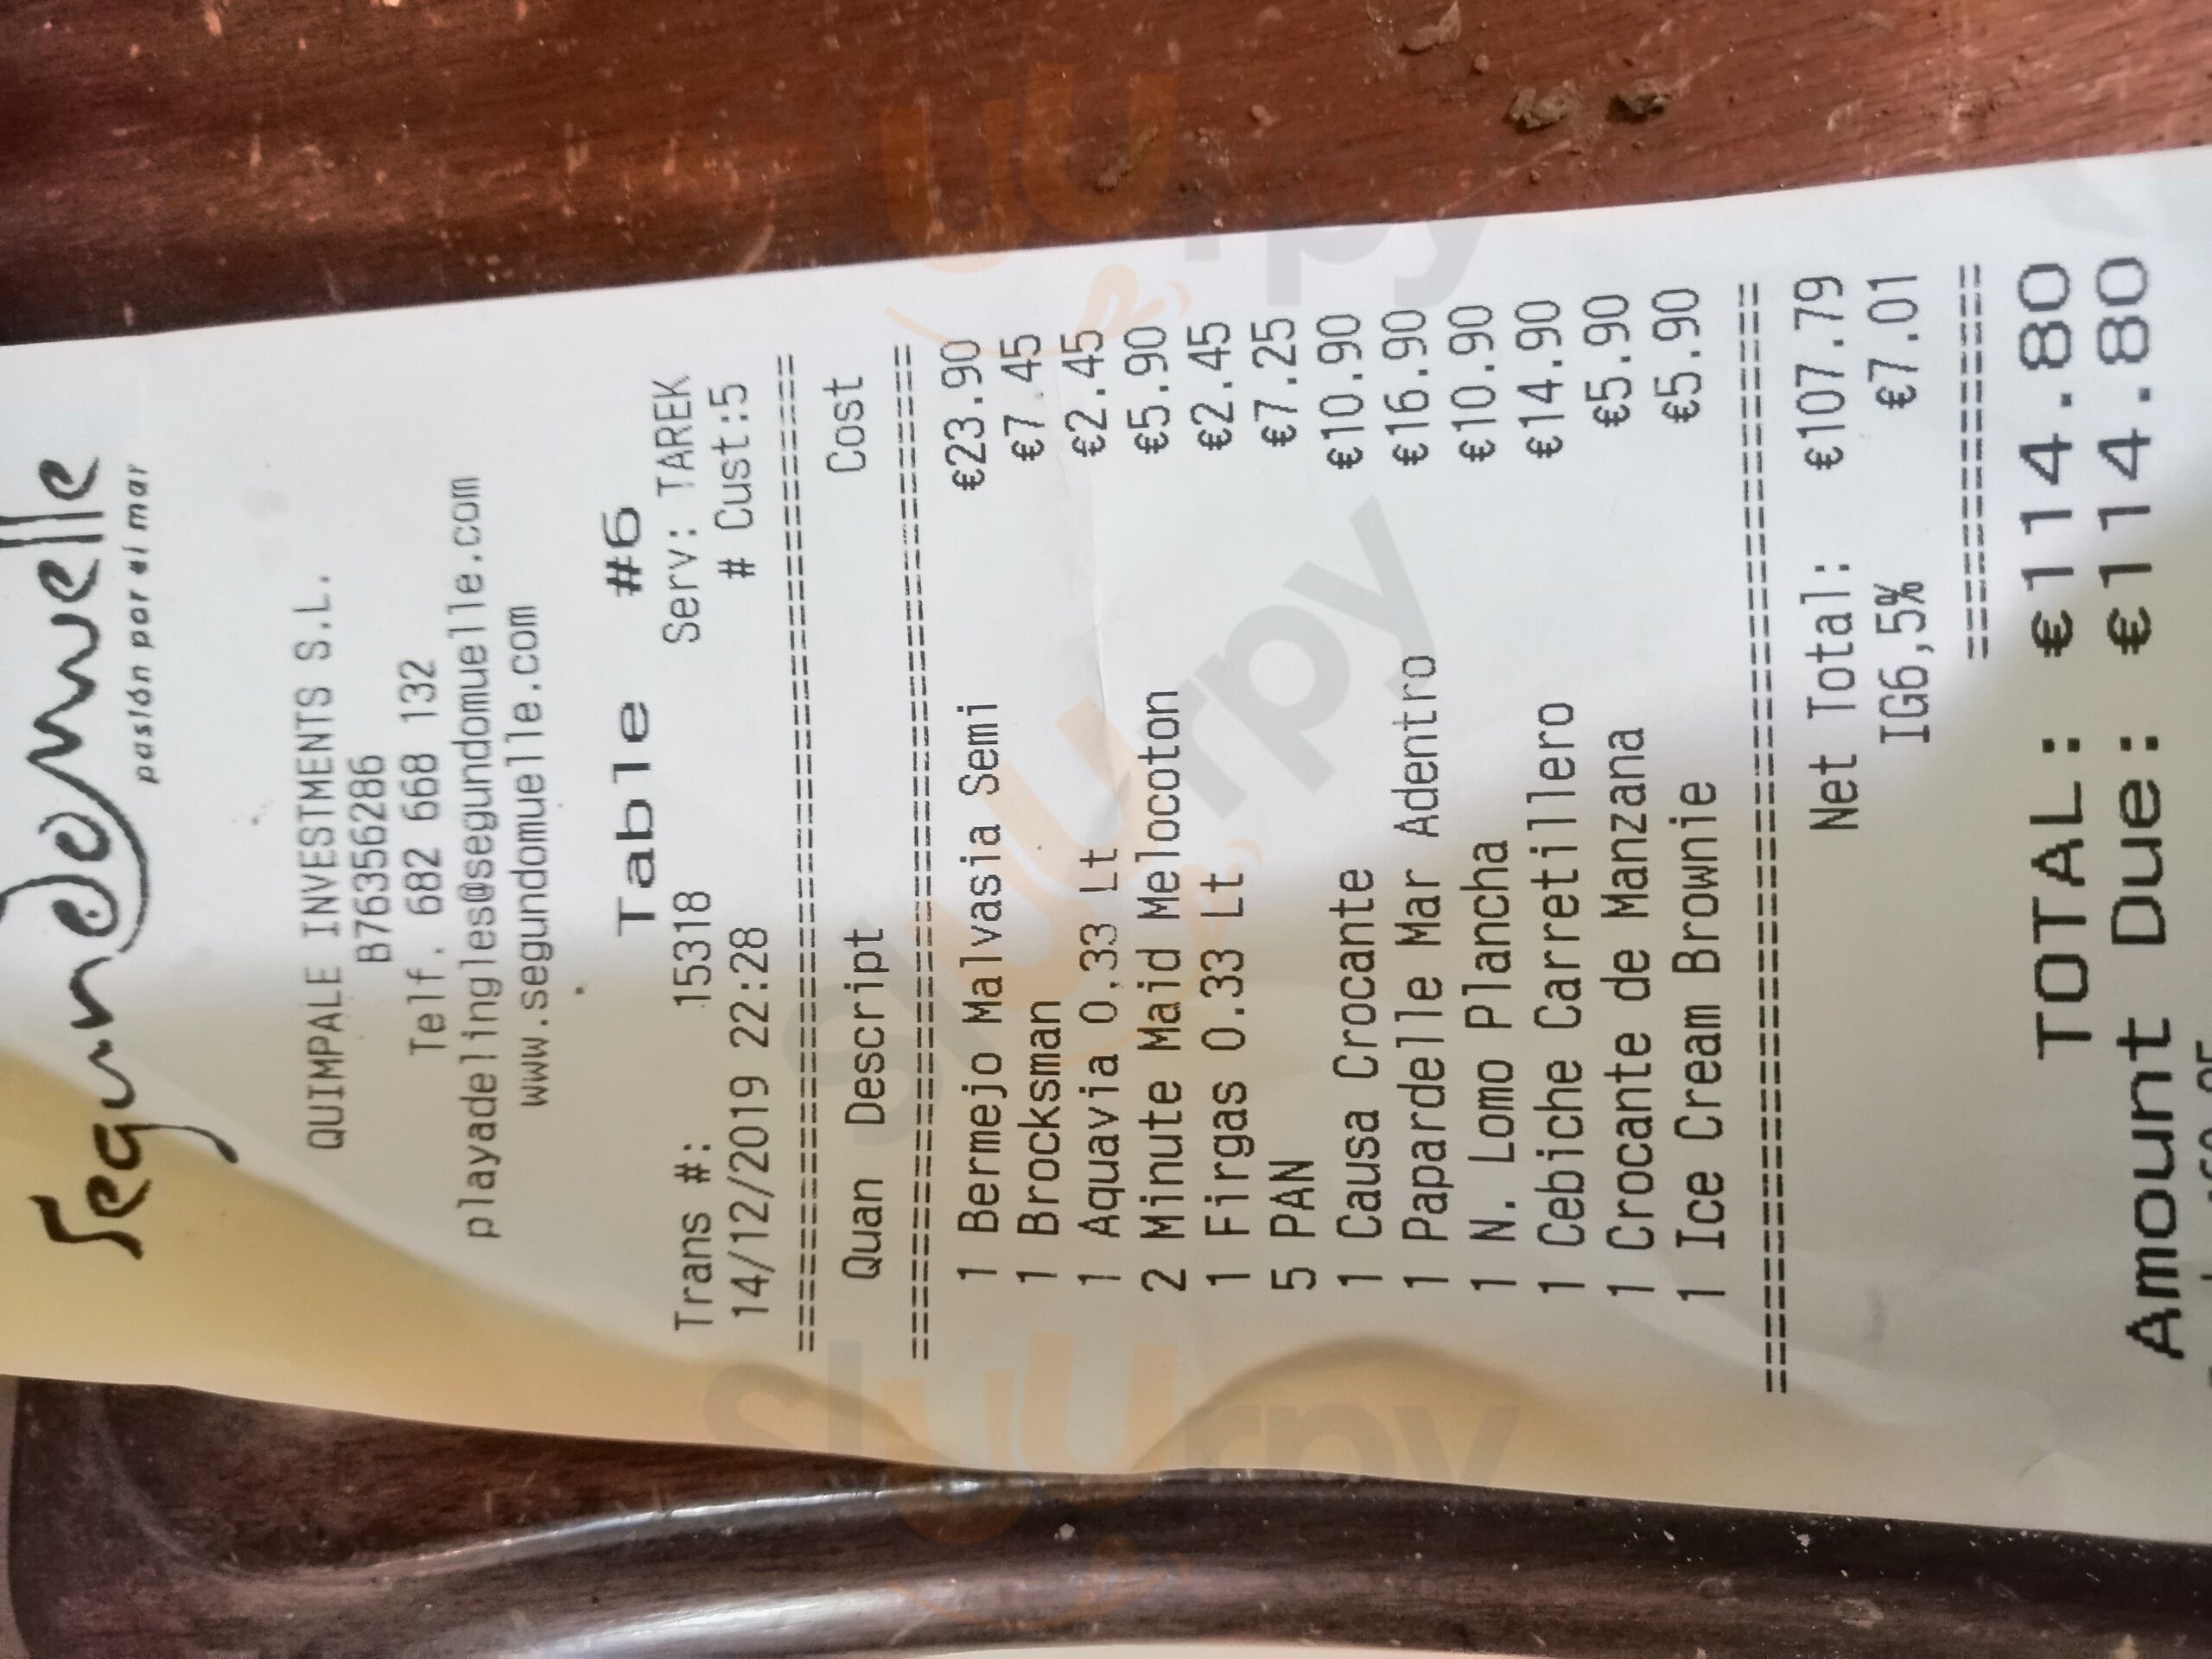 Segundo muelle
pasión por el mar
QUIMPALE INVESTMENTS S.L.
B76356286
Telf. 682 668 132
playadelingles@segundomuelle.com
www.segundomuelle.com
Table #6
Trans #: 15318 Serv: TAREK
14/12/2019 22:28 # Cust:5
Quan Descript Cost
1 Bermejo Malvasia Semi €23.90
1 Brocksman €7.45
1 Aquavia 0,33 Lt €2.45
2 Minute Maid Melocoton €5.90
1 Firgas 0.33 Lt €2.45
5 PAN €7.25
1 Causa Crocante €10.90
1 Papardelle Mar Adentro €16.90
1 N. Lomo Plancha €10.90
1 Cebiche Carretillero €14.90
1 Crocante de Manzana €5.90
1 Ice Cream Brownie €5.90
Net Total: €107.79
IG6,5% €7.01
TOTAL: €114.80
Amount Due: €114.80
slUUrpy
slUUrpy
UUrpy